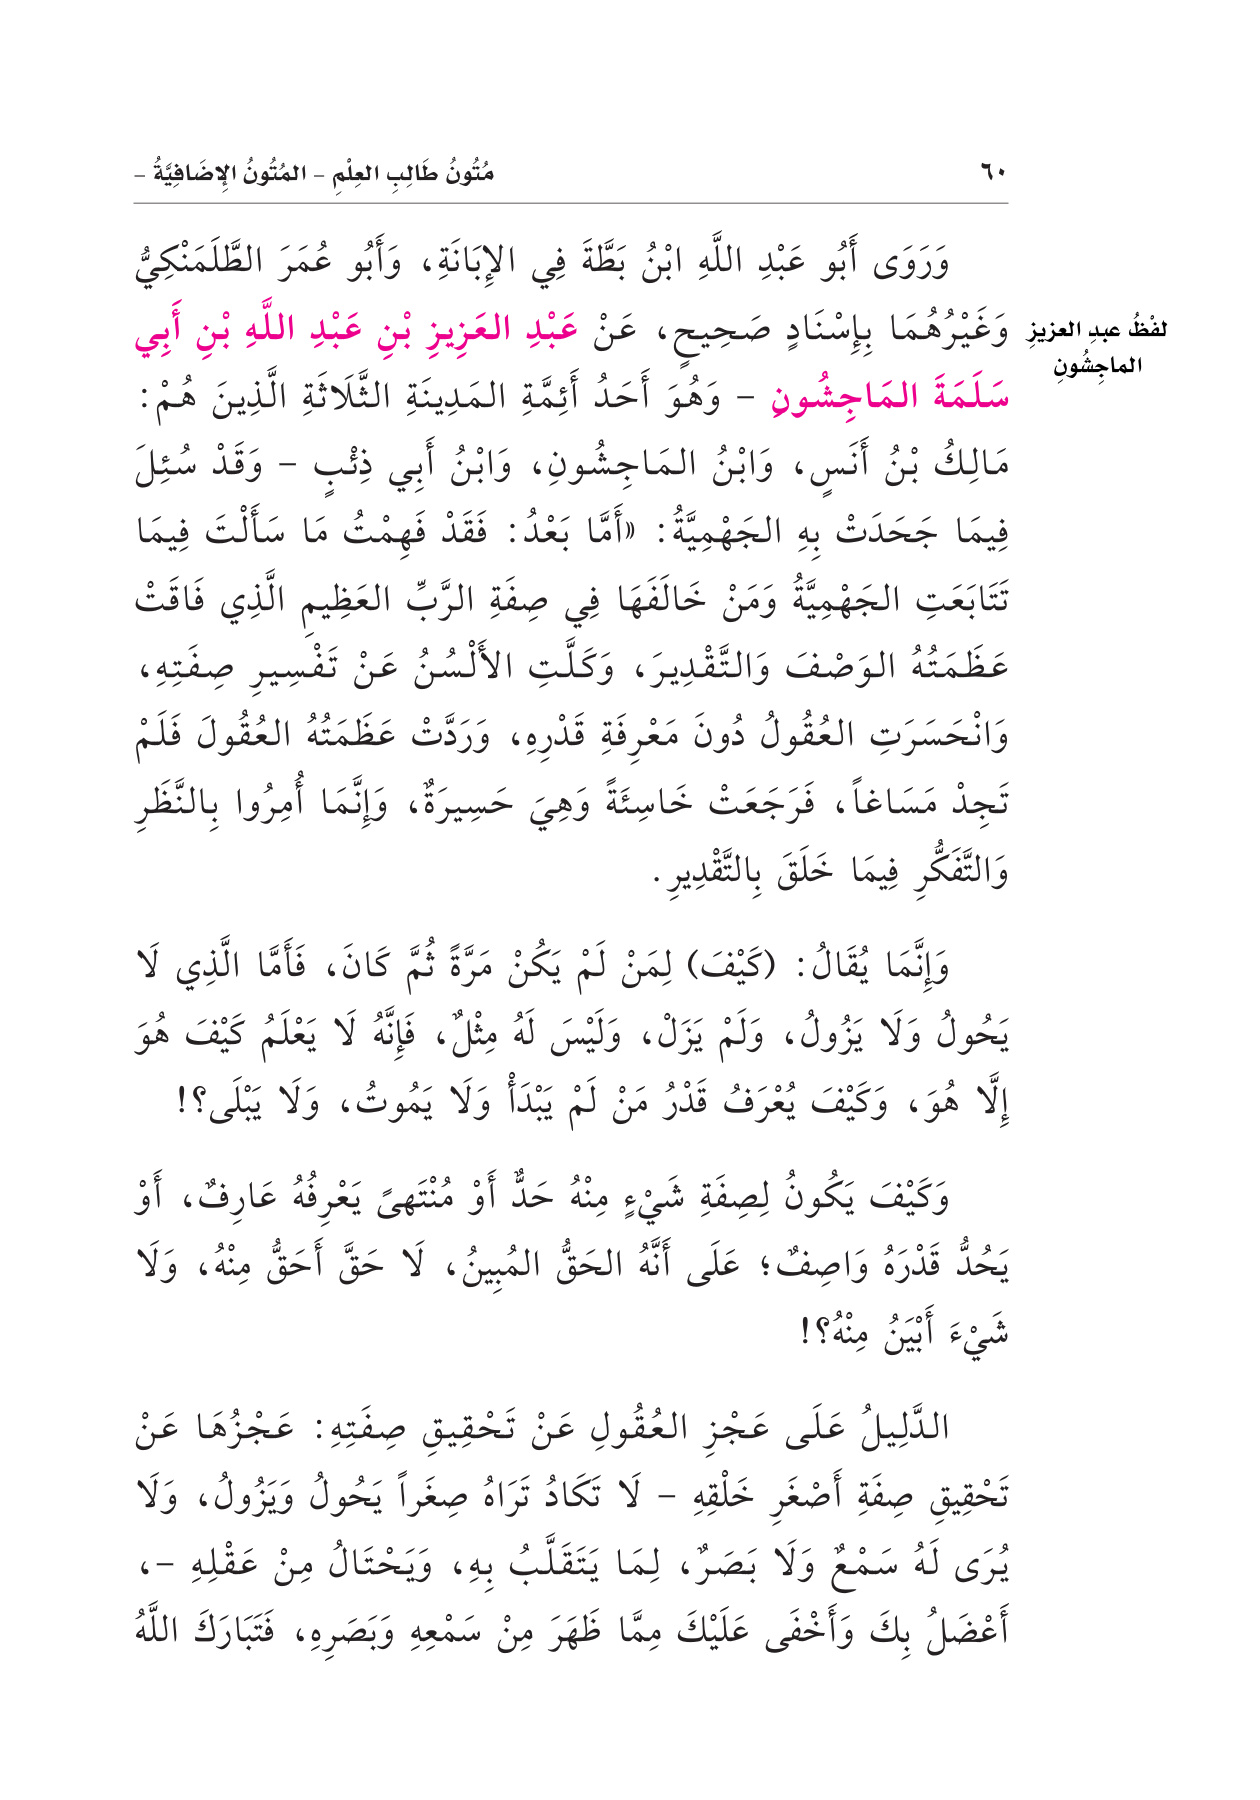 ٦٠
مُتُونُ طَالِبِ العِلْمِ – المُتُونُ الإِضَافِيَّةُ –
وَرَوَى أَبُو عَبْدِ اللَّهِ ابْنُ بَطَّةَ فِي الإِبَانَةِ، وَأَبُو عُمَرَ الطَّلَمَنْكِيُّ
وَغَيْرُهُمَا بِإِسْنَادٍ صَحِيحٍ، عَنْ عَبْدِ العَزِيزِ بْنِ عَبْدِ اللَّهِ بْنِ أَبِي
لفْظُ عبدِ العزيزِ
الماجِشُونِ
سَلَمَةَ المَاجِشُونِ – وَهُوَ أَحَدُ أَئِمَّةِ المَدِينَةِ الثَّلَاثَةِ الَّذِينَ هُمْ:
مَالِكُ بْنُ أَنَسٍ، وَابْنُ المَاجِشُونِ، وَابْنُ أَبِي ذِئْبٍ – وَقَدْ سُئِلَ
فِيمَا جَحَدَتْ بِهِ الجَهْمِيَّةُ: «أَمَّا بَعْدُ: فَقَدْ فَهِمْتُ مَا سَأَلْتَ فِيمَا
تَتَابَعَتِ الجَهْمِيَّةُ وَمَنْ خَالَفَهَا فِي صِفَةِ الرَّبِّ العَظِيمِ الَّذِي فَاقَتْ
عَظَمَتُهُ الوَصْفَ وَالتَّقْدِيرَ، وَكَلَّتِ الأَلْسُنُ عَنْ تَفْسِيرِ صِفَتِهِ،
وَانْحَسَرَتِ العُقُولُ دُونَ مَعْرِفَةِ قَدْرِهِ، وَرَدَّتْ عَظَمَتُهُ العُقُولَ فَلَمْ
تَجِدْ مَسَاغاً، فَرَجَعَتْ خَاسِئَةً وَهِيَ حَسِيرَةٌ، وَإِنَّمَا أُمِرُوا بِالنَّظَرِ
وَالتَّفَكُّرِ فِيمَا خَلَقَ بِالتَّقْدِيرِ.
وَإِنَّمَا يُقَالُ: (كَيْفَ) لِمَنْ لَمْ يَكُنْ مَرَّةً ثُمَّ كَانَ، فَأَمَّا الَّذِي لَا
يَحُولُ وَلَا يَزُولُ، وَلَمْ يَزَلْ، وَلَيْسَ لَهُ مِثْلٌ، فَإِنَّهُ لَا يَعْلَمُ كَيْفَ هُوَ
إِلَّا هُوَ، وَكَيْفَ يُعْرَفُ قَدْرُ مَنْ لَمْ يَبْدَأْ وَلَا يَمُوتُ، وَلَا يَبْلَى؟!
وَكَيْفَ يَكُونُ لِصِفَةِ شَيْءٍ مِنْهُ حَدٌّ أَوْ مُنْتَهىً يَعْرِفُهُ عَارِفٌ، أَوْ
يَحُدُّ قَدْرَهُ وَاصِفٌ؛ عَلَى أَنَّهُ الحَقُّ المُبِينُ، لَا حَقَّ أَحَقُّ مِنْهُ، وَلَا
شَيْءَ أَبْيَنُ مِنْهُ؟!
الدَّلِيلُ عَلَى عَجْزِ العُقُولِ عَنْ تَحْقِيقِ صِفَتِهِ: عَجْزُهَا عَنْ
تَحْقِيقِ صِفَةِ أَصْغَرِ خَلْقِهِ – لَا تَكَادُ تَرَاهُ صِغَراً يَحُولُ وَيَزُولُ، وَلَا
يُرَى لَهُ سَمْعٌ وَلَا بَصَرٌ، لِمَا يَتَقَلَّبُ بِهِ، وَيَحْتَالُ مِنْ عَقْلِهِ –،
أَعْضَلُ بِكَ وَأَخْفَى عَلَيْكَ مِمَّا ظَهَرَ مِنْ سَمْعِهِ وَبَصَرِهِ، فَتَبَارَكَ اللَّهُ